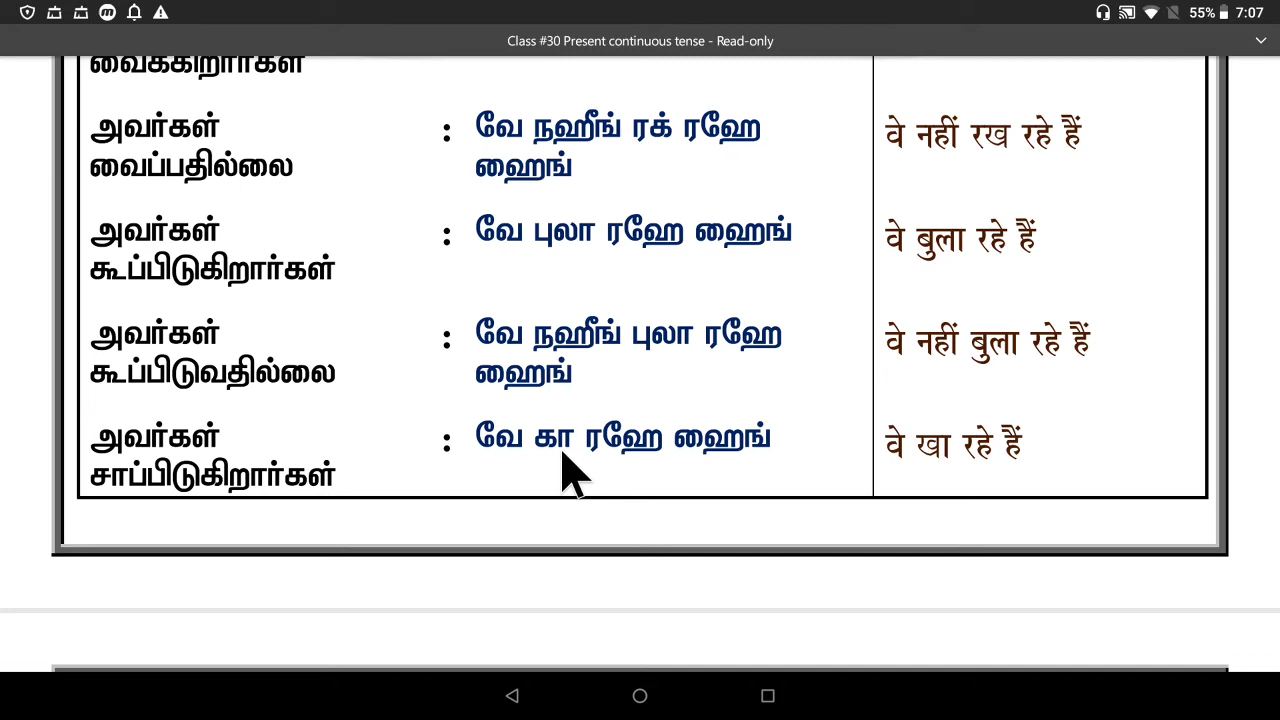 55% 7:07
Class #30 Present continuous tense - Read-only
வைக்கிறார்கள்
அவர்கள் : வே நஹீங் ரக் ரஹே வே नहीं रख रहे हैं
வைப்பதில்லை ஹைங்
அவர்கள் : வே புலா ரஹே ஹைங் वे बुला रहे हैं
கூப்பிடுகிறார்கள்
அவர்கள் : வே நஹீங் புலா ரஹே वे नहीं बुला रहे हैं
கூப்பிடுவதில்லை ஹைங்
அவர்கள் : வே கா ரஹே ஹைங் वे खा रहे हैं
சாப்பிடுகிறார்கள்